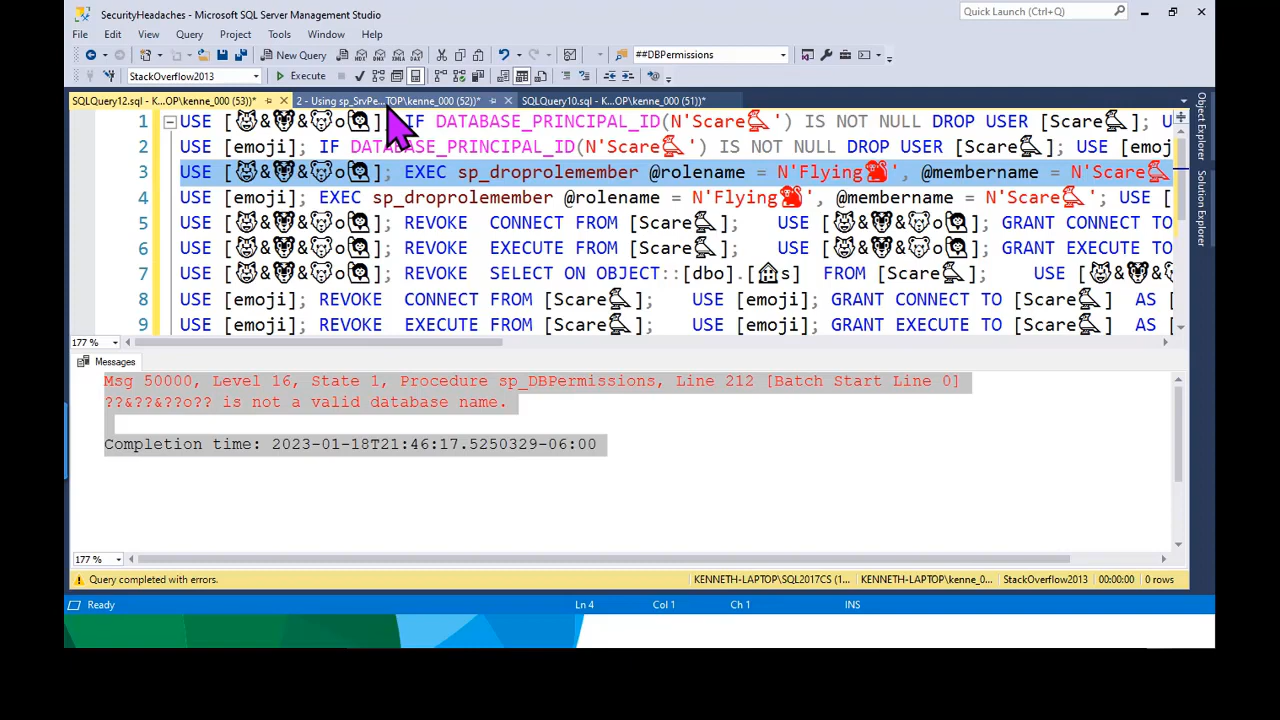 SecurityHeadaches - Microsoft SQL Server Management Studio
Quick Launch (Ctrl+Q)
File Edit View Query Project Tools Window Help
New Query
##DBPermissions
StackOverflow2013
Execute
SQLQuery12.sql - K...OP\kenne_000 (53))*
2 - Using sp_SrvPe...TOP\kenne_000 (52))*
SQLQuery10.sql - K...OP\kenne_000 (51))*
1 USE [😈&🐯&🐻o🙋]; IF DATABASE_PRINCIPAL_ID(N'Scare🐦') IS NOT NULL DROP USER [Scare🐦]; U
2 USE [emoji]; IF DATABASE_PRINCIPAL_ID(N'Scare🐦') IS NOT NULL DROP USER [Scare🐦]; USE [emoj
3 USE [😈&🐯&🐻o🙋]; EXEC sp_droprolemember @rolename = N'Flying🐒', @membername = N'Scare🐦
4 USE [emoji]; EXEC sp_droprolemember @rolename = N'Flying🐒', @membername = N'Scare🐦'; USE [
5 USE [😈&🐯&🐻o🙋]; REVOKE CONNECT FROM [Scare🐦]; USE [😈&🐯&🐻o🙋]; GRANT CONNECT TO
6 USE [😈&🐯&🐻o🙋]; REVOKE EXECUTE FROM [Scare🐦]; USE [😈&🐯&🐻o🙋]; GRANT EXECUTE TO
7 USE [😈&🐯&🐻o🙋]; REVOKE SELECT ON OBJECT::[dbo].[🏠s] FROM [Scare🐦]; USE [😈&🐯&
8 USE [emoji]; REVOKE CONNECT FROM [Scare🐦]; USE [emoji]; GRANT CONNECT TO [Scare🐦] AS [
9 USE [emoji]; REVOKE EXECUTE FROM [Scare🐦]; USE [emoji]; GRANT EXECUTE TO [Scare🐦] AS [
Object Explorer
Solution Explorer
177 %
Messages
Msg 50000, Level 16, State 1, Procedure sp_DBPermissions, Line 212 [Batch Start Line 0]
??&??&??o?? is not a valid database name.
Completion time: 2023-01-18T21:46:17.5250329-06:00
177 %
Query completed with errors.
KENNETH-LAPTOP\SQL2017CS (1...
KENNETH-LAPTOP\kenne_0...
StackOverflow2013
00:00:00
0 rows
Ready
Ln 4
Col 1
Ch 1
INS